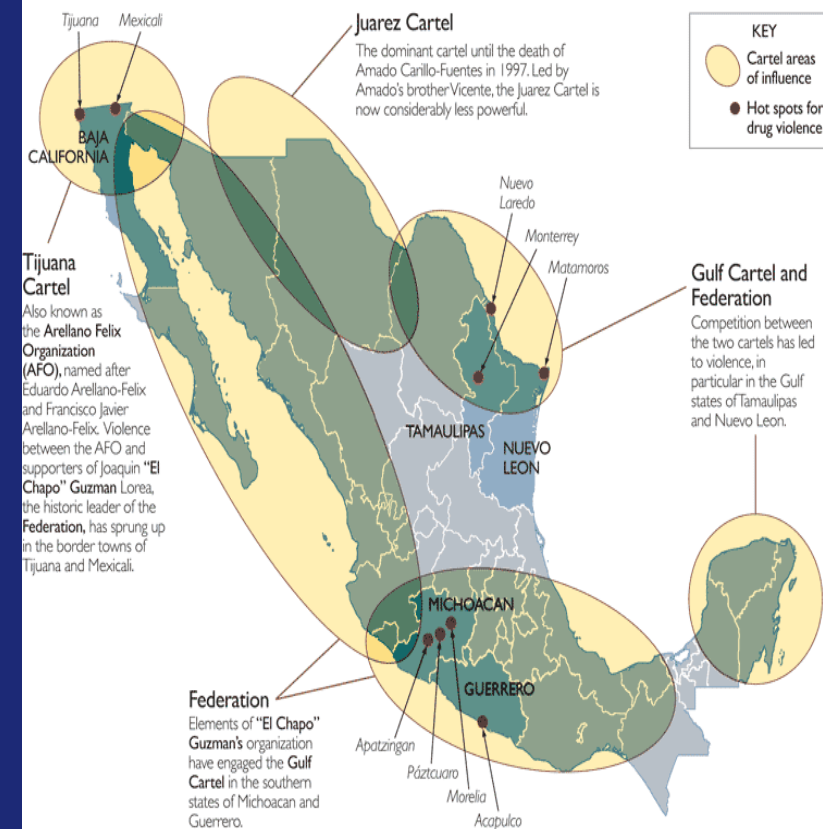 Tijuana
Mexicali
Juarez Cartel
The dominant cartel until the death of
Amado Carillo-Fuentes in 1997. Led by
Amado's brother Vicente, the Juarez Cartel is
now considerably less powerful.
KEY
Cartel areas
of influence
Hot spots for
drug violence
BAJA
CALIFORNIA
Nuevo
Laredo
Monterrey
Matamoros
Tijuana
Cartel
Also known as
the Arellano Felix
Organization
(AFO), named after
Eduardo Arellano-Felix
and Francisco Javier
Arellano-Felix. Violence
between the AFO and
supporters of Joaquin "El
Chapo" Guzman Lorea,
the historic leader of the
Federation, has sprung up
in the border towns of
Tijuana and Mexicali.
Gulf Cartel and
Federation
Competition between
the two cartels has led
to violence, in
particular in the Gulf
states of Tamaulipas
and Nuevo Leon.
TAMAULIPAS
NUEVO
LEON
MICHOACAN
GUERRERO
Federation
Elements of "El Chapo"
Guzman's organization
have engaged the Gulf
Cartel in the southern
states of Michoacan and
Guerrero.
Apatzingan
Páztcuaro
Morelia
Acapulco